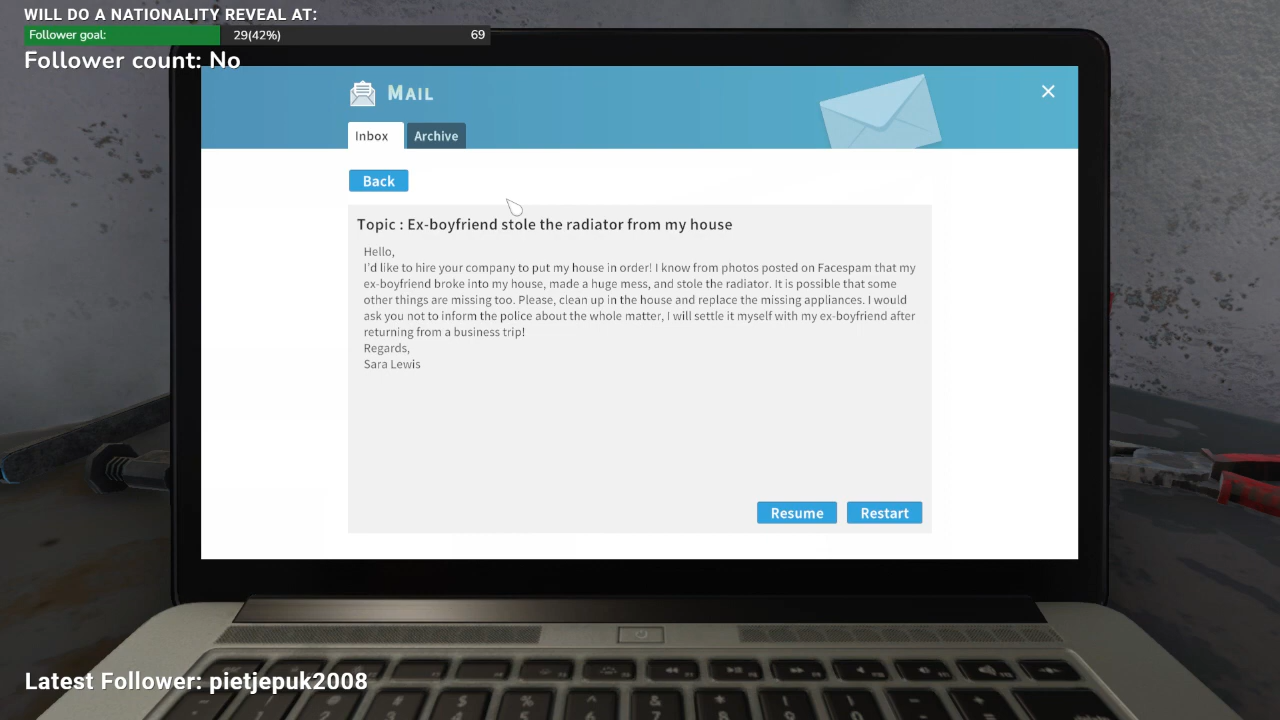 WILL DO A NATIONALITY REVEAL AT:
Follower goal: 29(42%) 69
Follower count: No
MAIL
Inbox Archive
Back
Topic : Ex-boyfriend stole the radiator from my house
Hello,
I'd like to hire your company to put my house in order! I know from photos posted on Facespam that my
ex-boyfriend broke into my house, made a huge mess, and stole the radiator. It is possible that some
other things are missing too. Please, clean up in the house and replace the missing appliances. I would
ask you not to inform the police about the whole matter, I will settle it myself with my ex-boyfriend after
returning from a business trip!
Regards,
Sara Lewis
Resume Restart
Latest Follower: pietjepuk2008